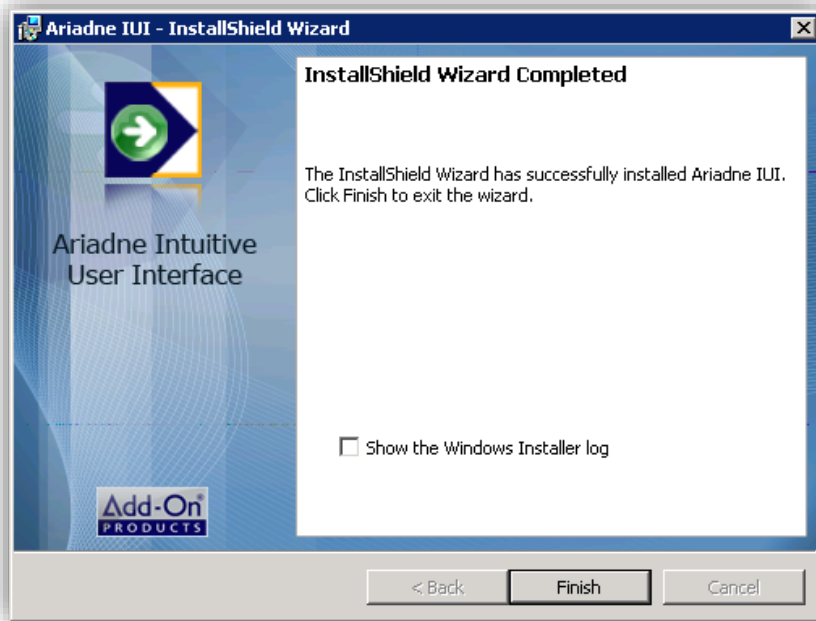 Ariadne IUI - InstallShield Wizard
InstallShield Wizard Completed
The InstallShield Wizard has successfully installed Ariadne IUI.
Click Finish to exit the wizard.
Ariadne Intuitive
User Interface
Show the Windows Installer log
Add-On®
PRODUCTS
< Back
Finish
Cancel